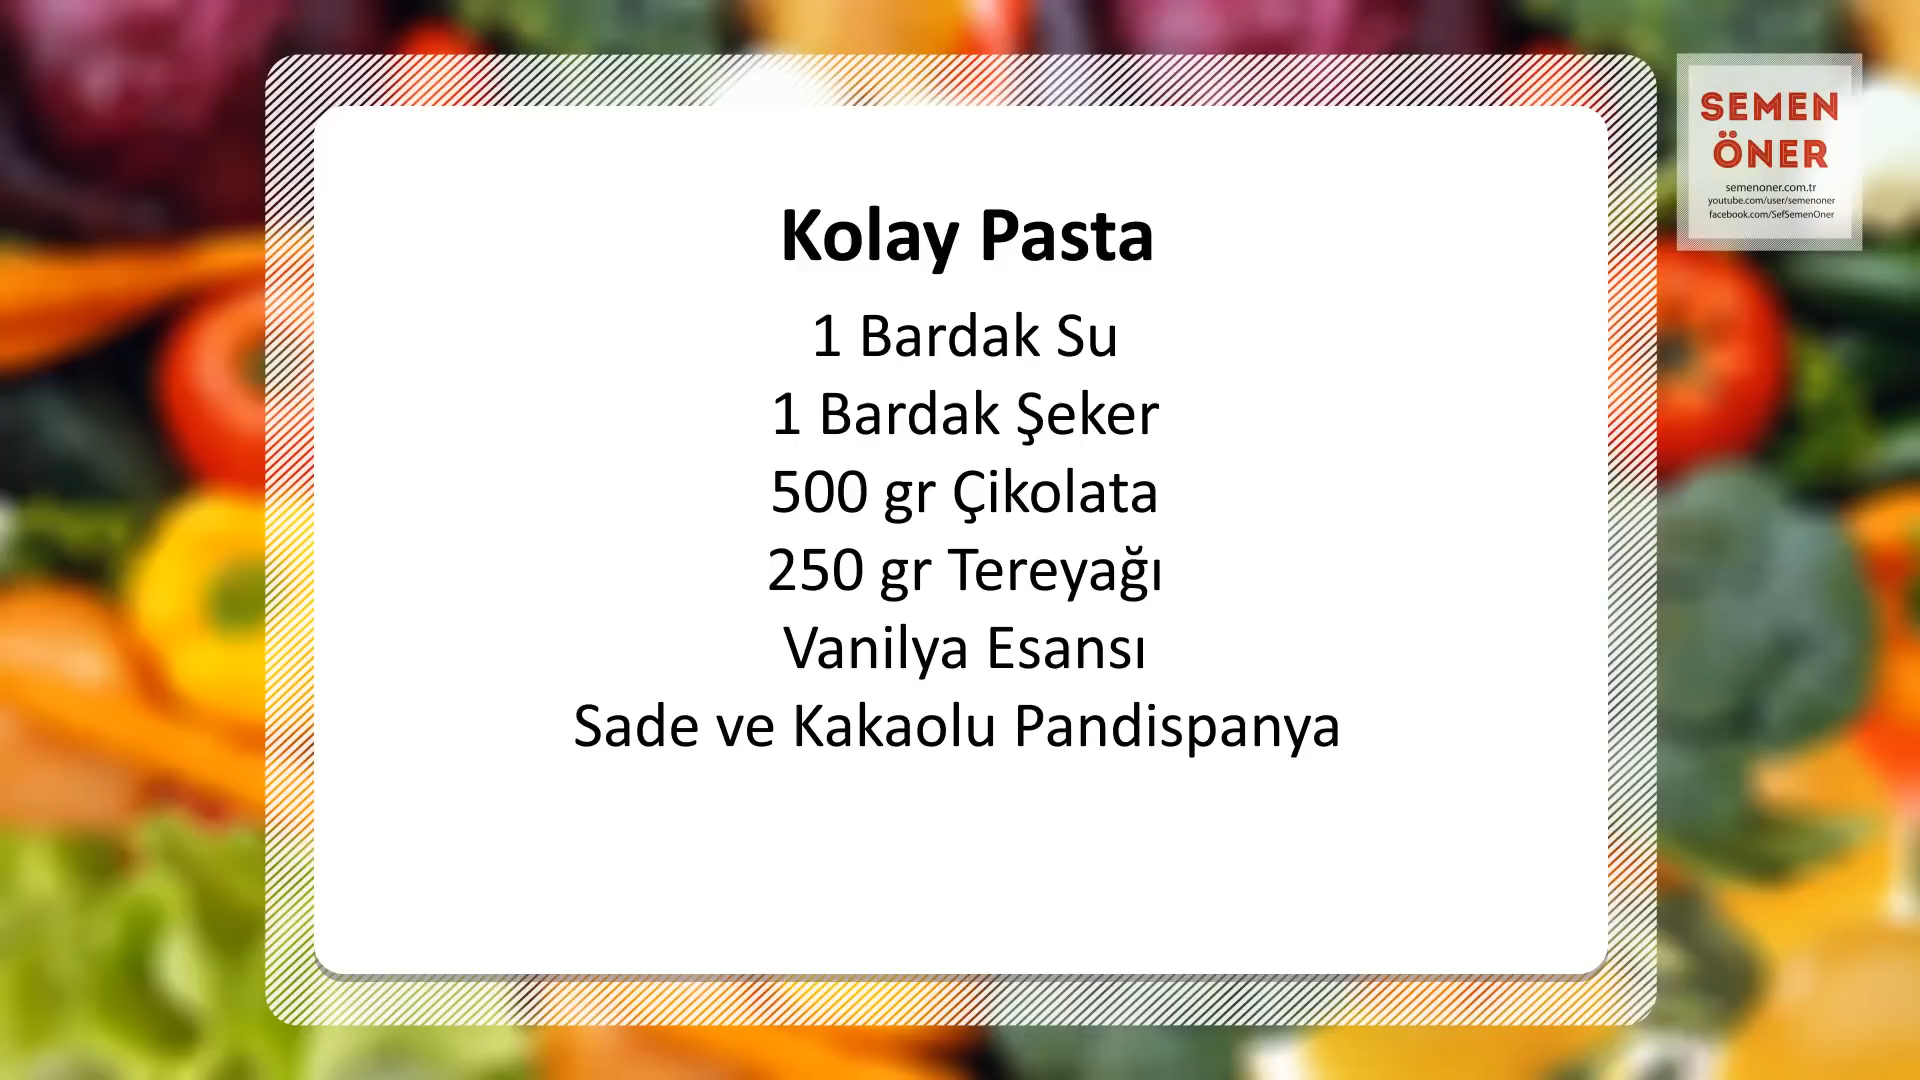 Kolay Pasta
1 Bardak Su
1 Bardak Şeker
500 gr Çikolata
250 gr Tereyağı
Vanilya Esansı
Sade ve Kakaolu Pandispanya
SEMEN
ÖNER
semenoner.com.tr
youtube.com/user/semenoner
facebook.com/SefSemenOner